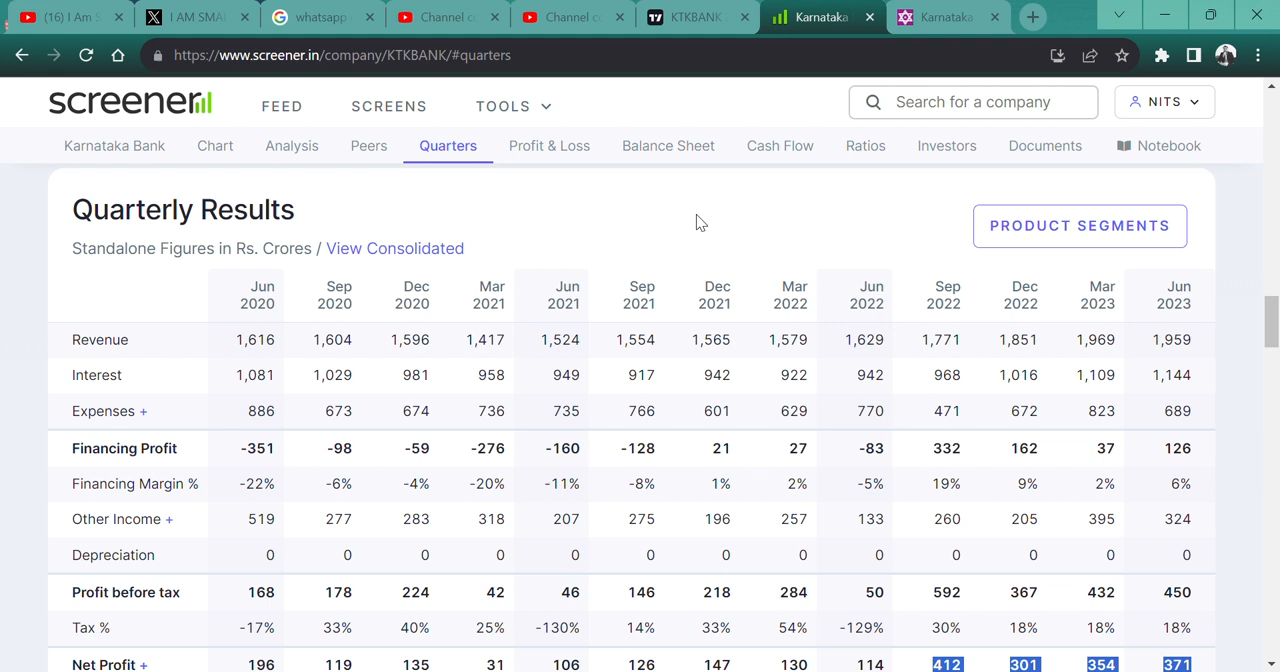 (16) I Am S
I AM SMA
whatsapp
Channel c
Channel c
KTKBANK
Karnataka
Karnataka
https://www.screener.in/company/KTKBANK/#quarters
screener FEED SCREENS TOOLS Search for a company NITS
Karnataka Bank Chart Analysis Peers Quarters Profit & Loss Balance Sheet Cash Flow Ratios Investors Documents Notebook
Quarterly Results
PRODUCT SEGMENTS
Standalone Figures in Rs. Crores / View Consolidated
Jun Sep Dec Mar Jun Sep Dec Mar Jun Sep Dec Mar Jun
2020 2020 2020 2021 2021 2021 2021 2022 2022 2022 2022 2023 2023
Revenue 1,616 1,604 1,596 1,417 1,524 1,554 1,565 1,579 1,629 1,771 1,851 1,969 1,959
Interest 1,081 1,029 981 958 949 917 942 922 942 968 1,016 1,109 1,144
Expenses + 886 673 674 736 735 766 601 629 770 471 672 823 689
Financing Profit -351 -98 -59 -276 -160 -128 21 27 -83 332 162 37 126
Financing Margin % -22% -6% -4% -20% -11% -8% 1% 2% -5% 19% 9% 2% 6%
Other Income + 519 277 283 318 207 275 196 257 133 260 205 395 324
Depreciation 0 0 0 0 0 0 0 0 0 0 0 0 0
Profit before tax 168 178 224 42 46 146 218 284 50 592 367 432 450
Tax % -17% 33% 40% 25% -130% 14% 33% 54% -129% 30% 18% 18% 18%
Net Profit + 196 119 135 31 106 126 147 130 114 412 301 354 371